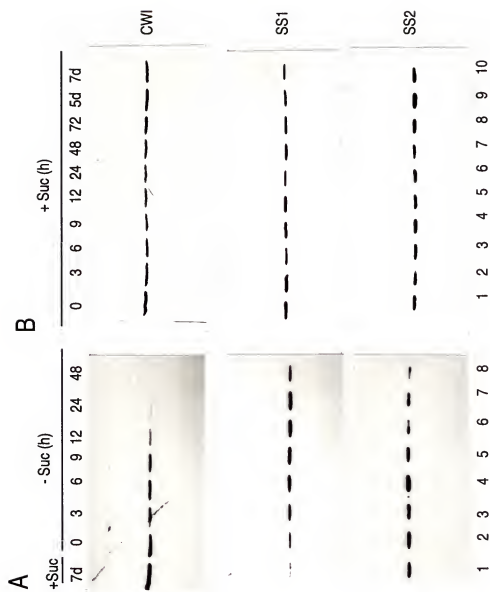 A
+Suc
- Suc (h)
7d 0 3 6 9 12 24 48
1 2 3 4 5 6 7 8
B
+ Suc (h)
0 3 6 9 12 24 48 72 5d 7d
CWI
SS1
SS2
1 2 3 4 5 6 7 8 9 10